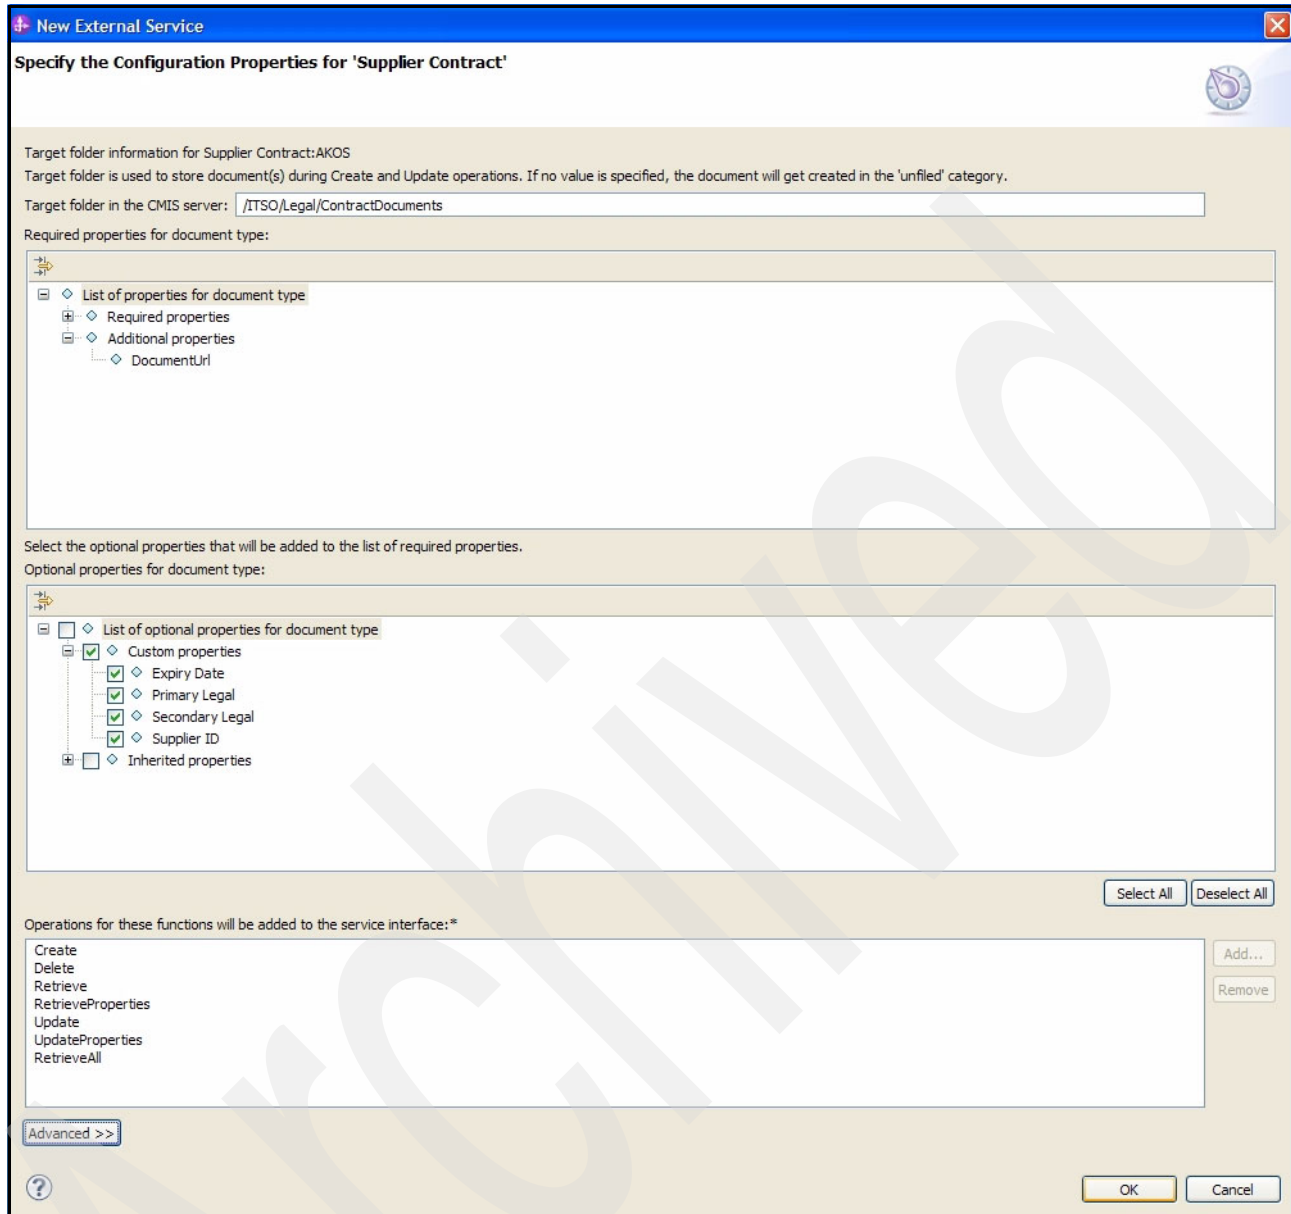 New External Service
Specify the Configuration Properties for 'Supplier Contract'
Target folder information for Supplier Contract:AKOS
Target folder is used to store document(s) during Create and Update operations. If no value is specified, the document will get created in the 'unfiled' category.
Target folder in the CMIS server: /ITSO/Legal/ContractDocuments
Required properties for document type:
List of properties for document type
Required properties
Additional properties
DocumentUrl
Select the optional properties that will be added to the list of required properties.
Optional properties for document type:
List of optional properties for document type
Custom properties
Expiry Date
Primary Legal
Secondary Legal
Supplier ID
Inherited properties
Select All Deselect All
Operations for these functions will be added to the service interface:*
Create Add...
Delete
Retrieve Remove
RetrieveProperties
Update
UpdateProperties
RetrieveAll
Advanced >>
? OK Cancel
Archived